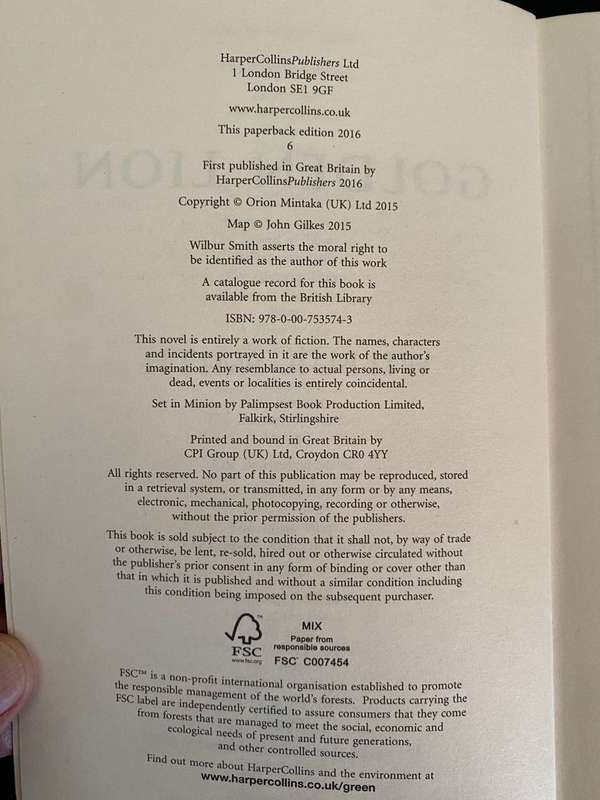 HarperCollinsPublishers Ltd
1 London Bridge Street
London SE1 9GF
www.harpercollins.co.uk
This paperback edition 2016
6
First published in Great Britain by
HarperCollinsPublishers 2016
Copyright © Orion Mintaka (UK) Ltd 2015
Map © John Gilkes 2015
Wilbur Smith asserts the moral right to
be identified as the author of this work
A catalogue record for this book is
available from the British Library
ISBN: 978-0-00-753574-3
This novel is entirely a work of fiction. The names, characters
and incidents portrayed in it are the work of the author's
imagination. Any resemblance to actual persons, living or
dead, events or localities is entirely coincidental.
Set in Minion by Palimpsest Book Production Limited,
Falkirk, Stirlingshire
Printed and bound in Great Britain by
CPI Group (UK) Ltd, Croydon CR0 4YY
All rights reserved. No part of this publication may be reproduced, stored
in a retrieval system, or transmitted, in any form or by any means,
electronic, mechanical, photocopying, recording or otherwise,
without the prior permission of the publishers.
This book is sold subject to the condition that it shall not, by way of trade
or otherwise, be lent, re-sold, hired out or otherwise circulated without
the publisher's prior consent in any form of binding or cover other than
that in which it is published and without a similar condition including
this condition being imposed on the subsequent purchaser.
FSC
www.fsc.org
MIX
Paper from
responsible sources
FSC® C007454
FSC™ is a non-profit international organisation established to promote
the responsible management of the world's forests. Products carrying the
FSC label are independently certified to assure consumers that they come
from forests that are managed to meet the social, economic and
ecological needs of present and future generations,
and other controlled sources.
Find out more about HarperCollins and the environment at
www.harpercollins.co.uk/green